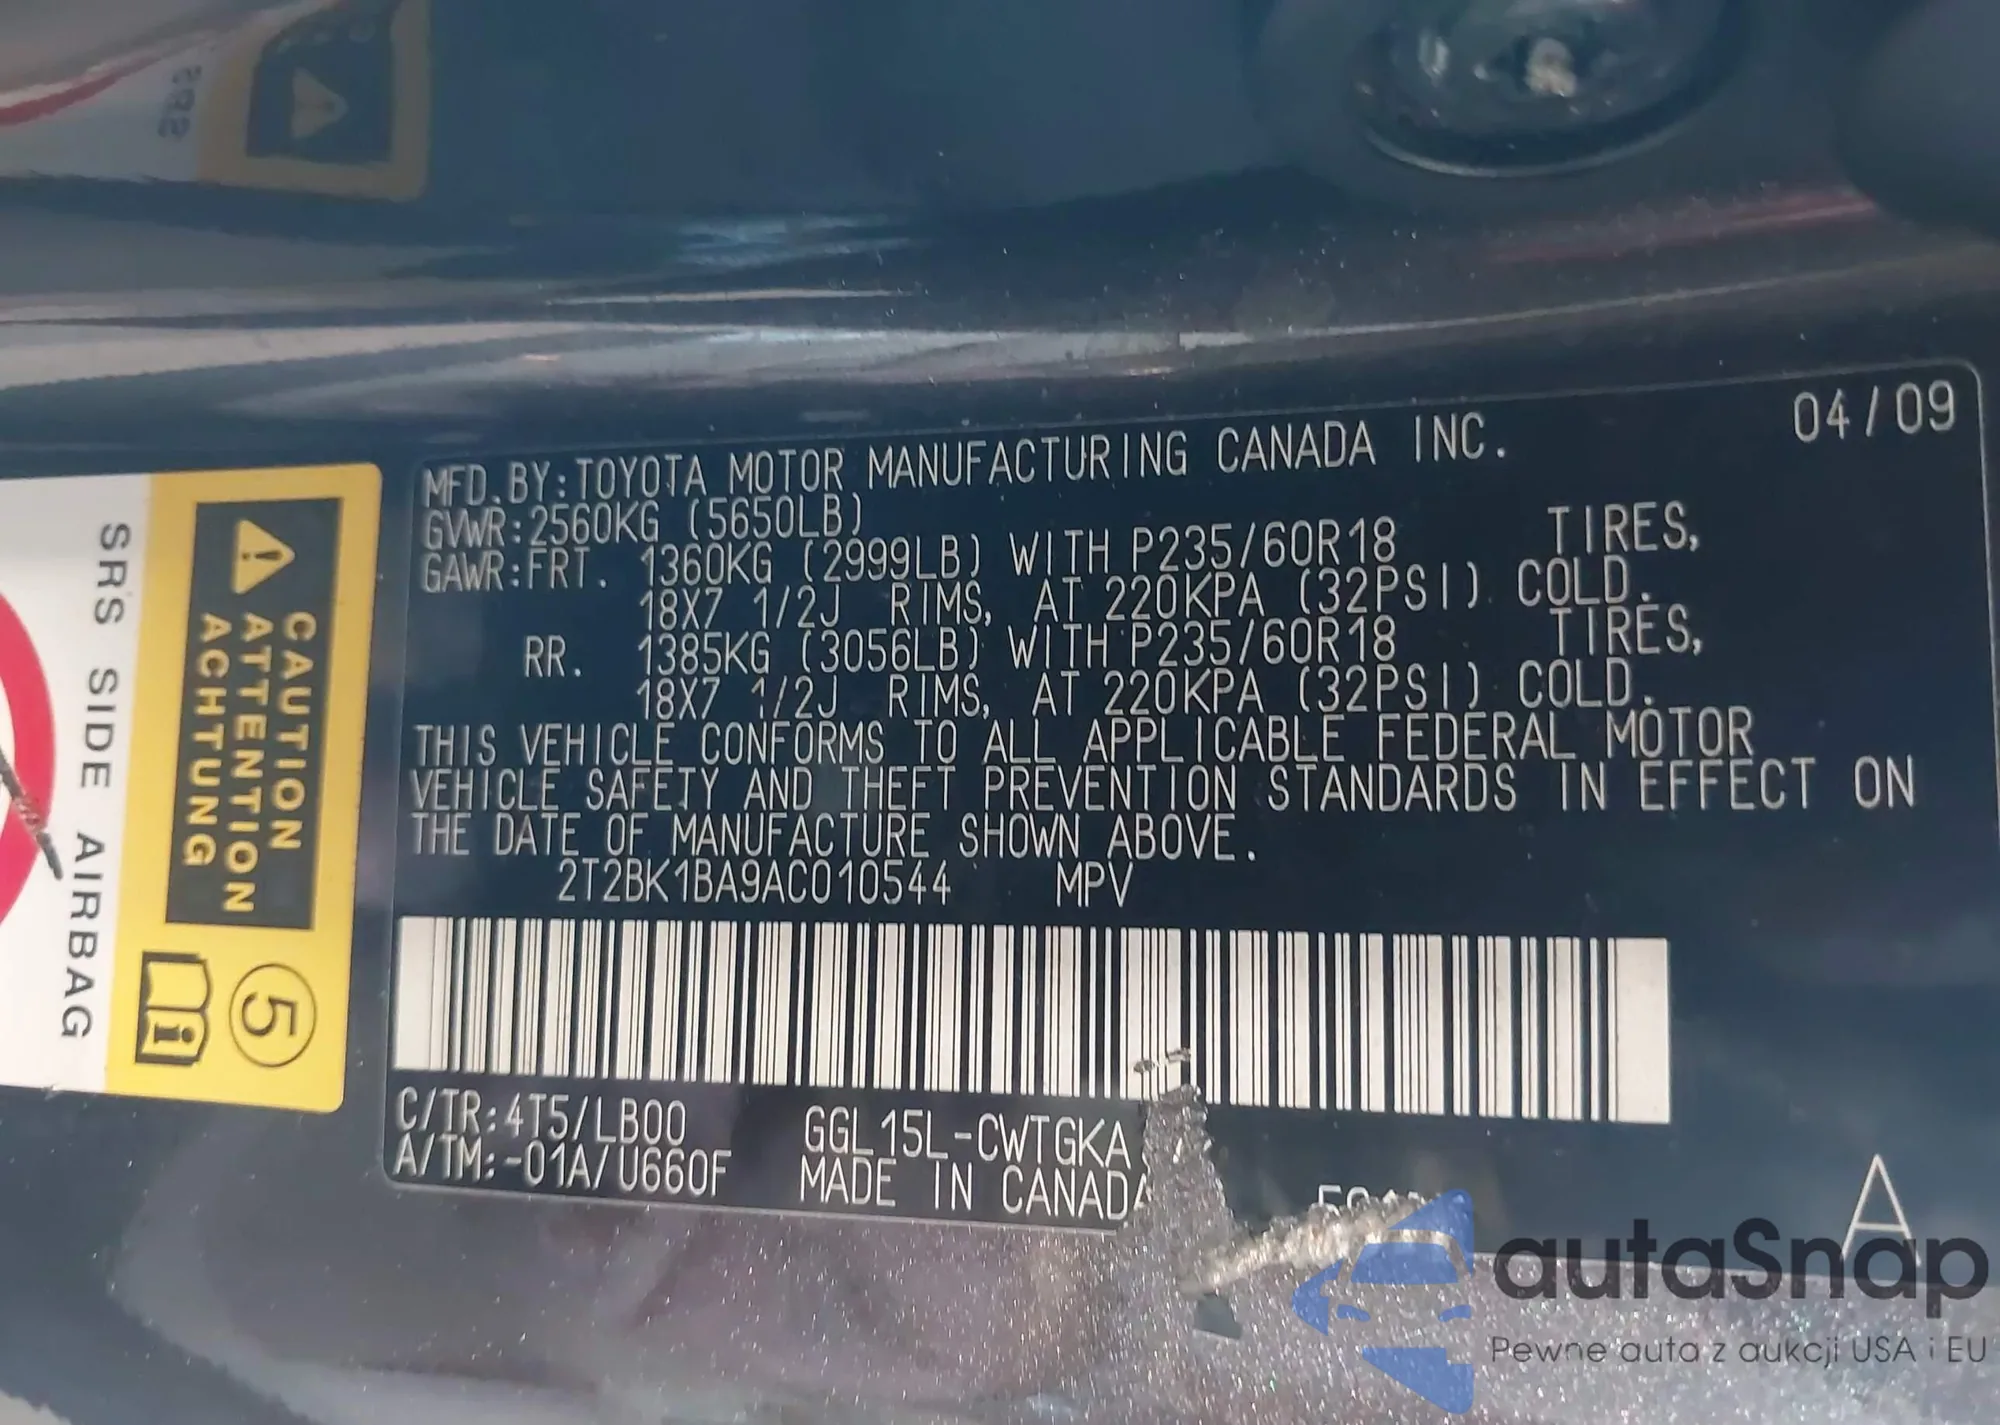 MFD.BY:TOYOTA MOTOR MANUFACTURING CANADA INC. 04/09
GVWR:2560KG (5650LB)
GAWR:FRT. 1360KG (2999LB) WITH P235/60R18 TIRES,
18X7 1/2J RIMS, AT 220KPA (32PSI) COLD.
RR. 1385KG (3056LB) WITH P235/60R18 TIRES,
18X7 1/2J RIMS, AT 220KPA (32PSI) COLD.
THIS VEHICLE CONFORMS TO ALL APPLICABLE FEDERAL MOTOR
VEHICLE SAFETY AND THEFT PREVENTION STANDARDS IN EFFECT ON
THE DATE OF MANUFACTURE SHOWN ABOVE.
2T2BK1BA9AC010544 MPV
C/TR:4T5/LB00 GGL15L-CWTGKA
A/TM:-01A/U660F MADE IN CANADA
A
CAUTION
ATTENTION
ACHTUNG
5
i
SRS SIDE AIRBAG
SRS
autaSnap
Pewne auta z aukcji USA i EU